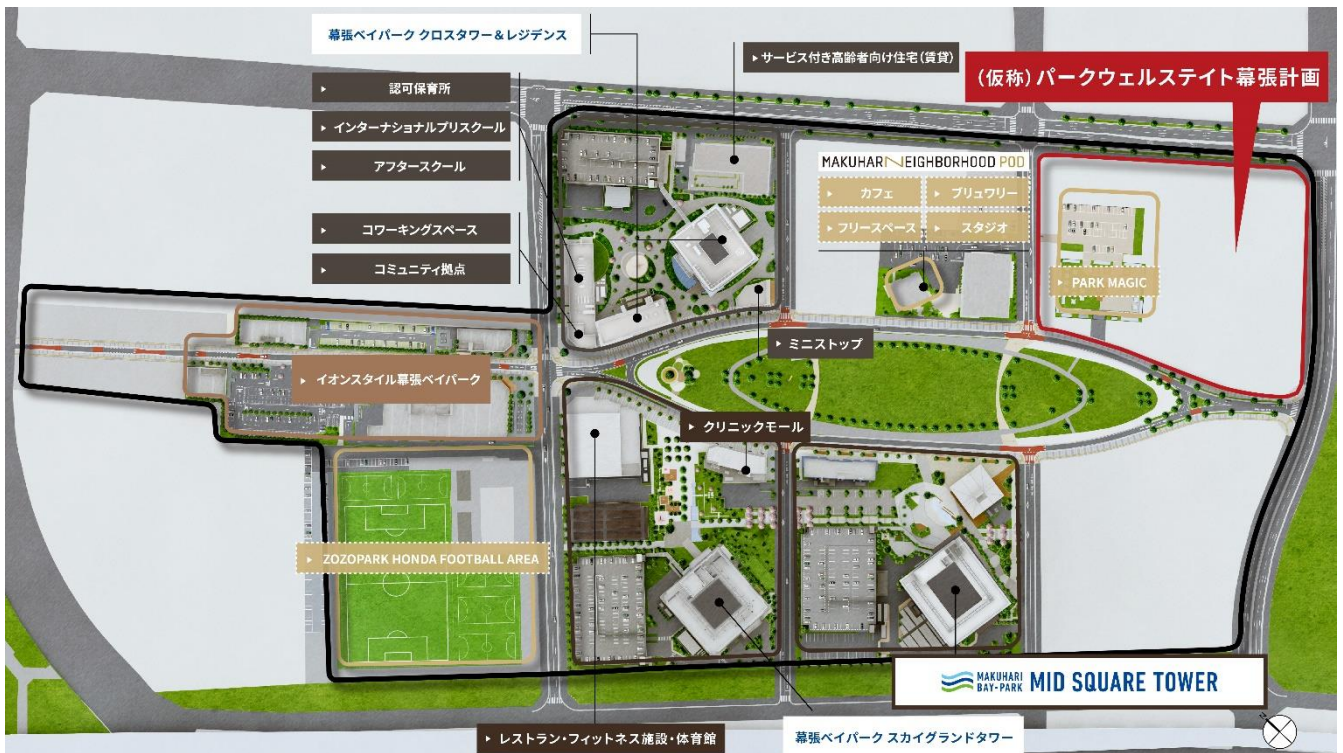 幕張ベイパーク クロスタワー＆レジデンス
▸サービス付き高齢者向け住宅(賃貸)
(仮称)パークウェルステイト幕張計画
▸ 認可保育所
▸ インターナショナルプリスクール
▸ アフタースクール
MAKUHARI NEIGHBORHOOD POD
▸ カフェ
▸ ブリュワリー
▸ フリースペース
▸ スタジオ
▸ コワーキングスペース
▸ コミュニティ拠点
▸ PARK MAGIC
▸ ミニストップ
▸ イオンスタイル幕張ベイパーク
▸ クリニックモール
▸ ZOZOPARK HONDA FOOTBALL AREA
MAKUHARI
BAY-PARK MID SQUARE TOWER
▸ レストラン・フィットネス施設・体育館
幕張ベイパーク スカイグランドタワー